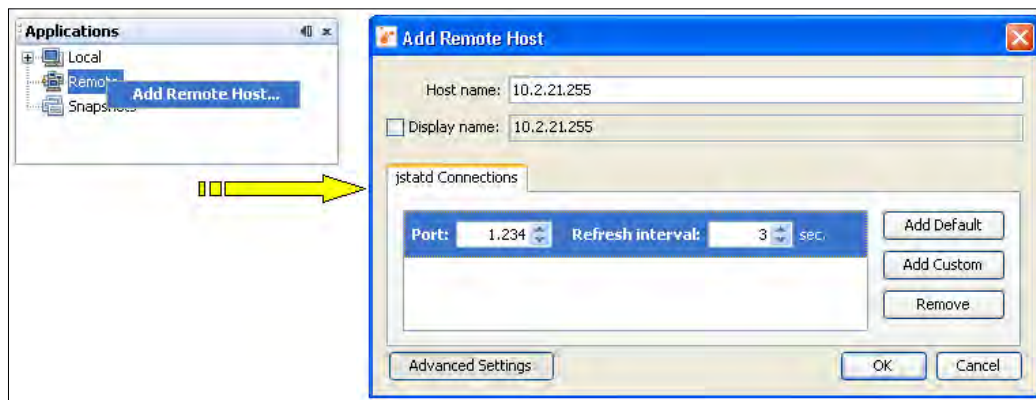 Applications
Local
Remote
Add Remote Host...
Snapshots
Add Remote Host
Host name: 10.2.21.255
Display name: 10.2.21.255
jstatd Connections
Port: 1.234 Refresh interval: 3 sec.
Add Default
Add Custom
Remove
Advanced Settings
OK
Cancel